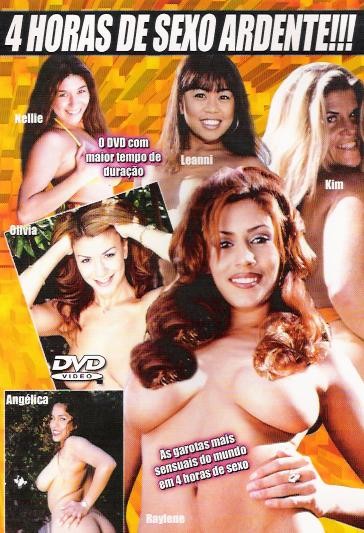 4 HORAS DE SEXO ARDENTE!!!
Nellie
Leanni
Kim
O DVD com
maior tempo de
duração
Olivia
DVD
VIDEO
Angélica
As garotas mais
sensuais do mundo
em 4 horas de sexo
Raylene